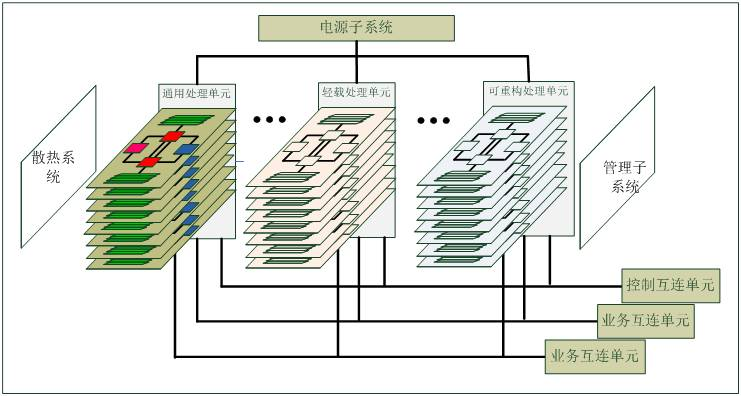 电源子系统
通用处理单元
轻载处理单元
可重构处理单元
散热系
统
管理子
系统
控制互连单元
业务互连单元
业务互连单元